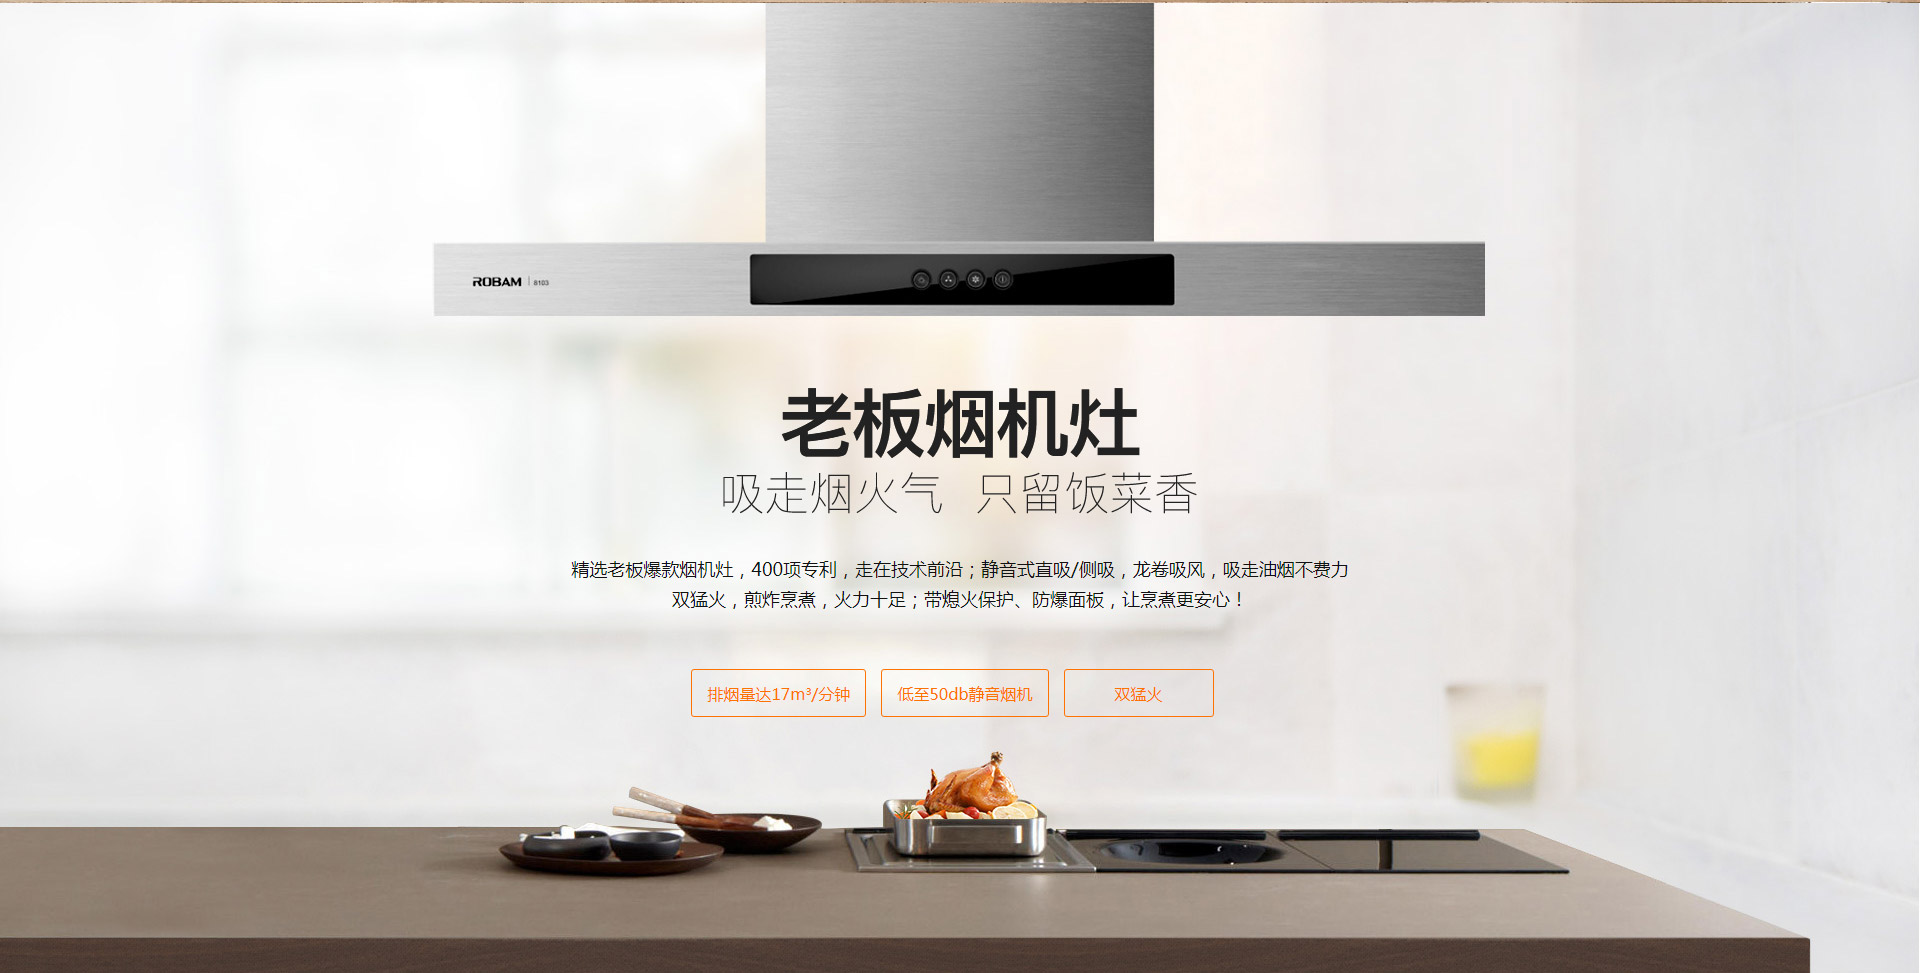 ROBAM | 8103
老板烟机灶
吸走烟火气 只留饭菜香
精选老板爆款烟机灶，400项专利，走在技术前沿；静音式直吸/侧吸，龙卷吸风，吸走油烟不费力
双猛火，煎炸烹煮，火力十足；带熄火保护、防爆面板，让烹煮更安心！
排烟量达17m³/分钟 低至50db静音烟机 双猛火